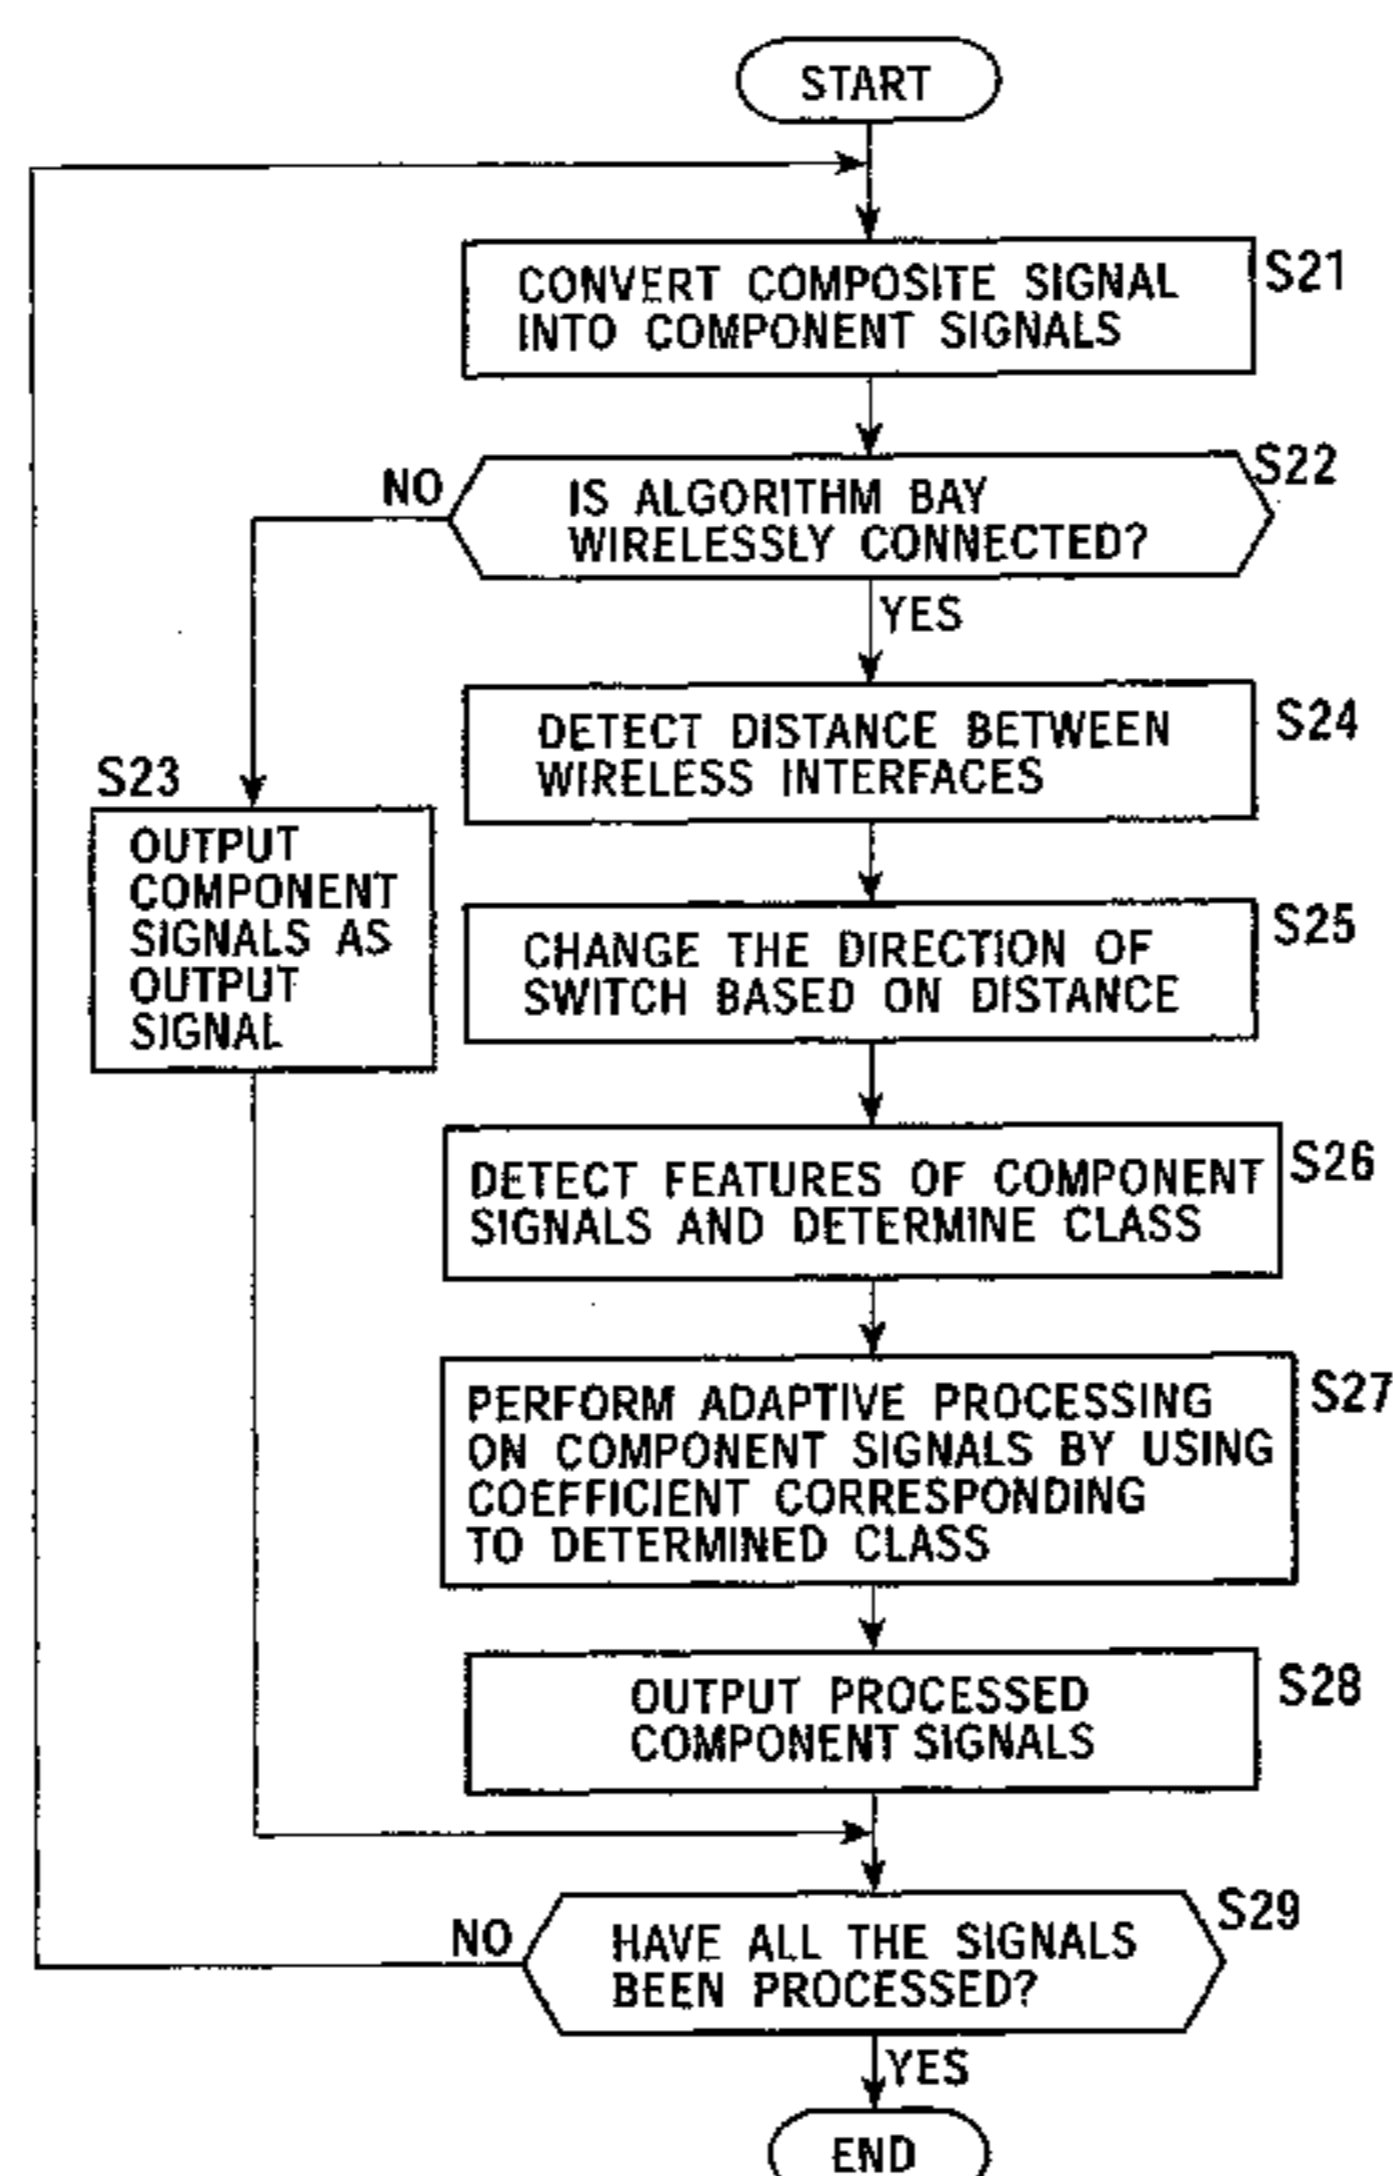 START
CONVERT COMPOSITE SIGNAL
INTO COMPONENT SIGNALS
S21
S22
NO
IS ALGORITHM BAY
WIRELESSLY CONNECTED?
YES
DETECT DISTANCE BETWEEN
WIRELESS INTERFACES
S24
S23
OUTPUT
COMPONENT
SIGNALS AS
OUTPUT
SIGNAL
CHANGE THE DIRECTION OF
SWITCH BASED ON DISTANCE
S25
DETECT FEATURES OF COMPONENT
SIGNALS AND DETERMINE CLASS
S26
PERFORM ADAPTIVE PROCESSING
ON COMPONENT SIGNALS BY USING
COEFFICIENT CORRESPONDING
TO DETERMINED CLASS
S27
OUTPUT PROCESSED
COMPONENT SIGNALS
S28
S29
NO
HAVE ALL THE SIGNALS
BEEN PROCESSED?
YES
END